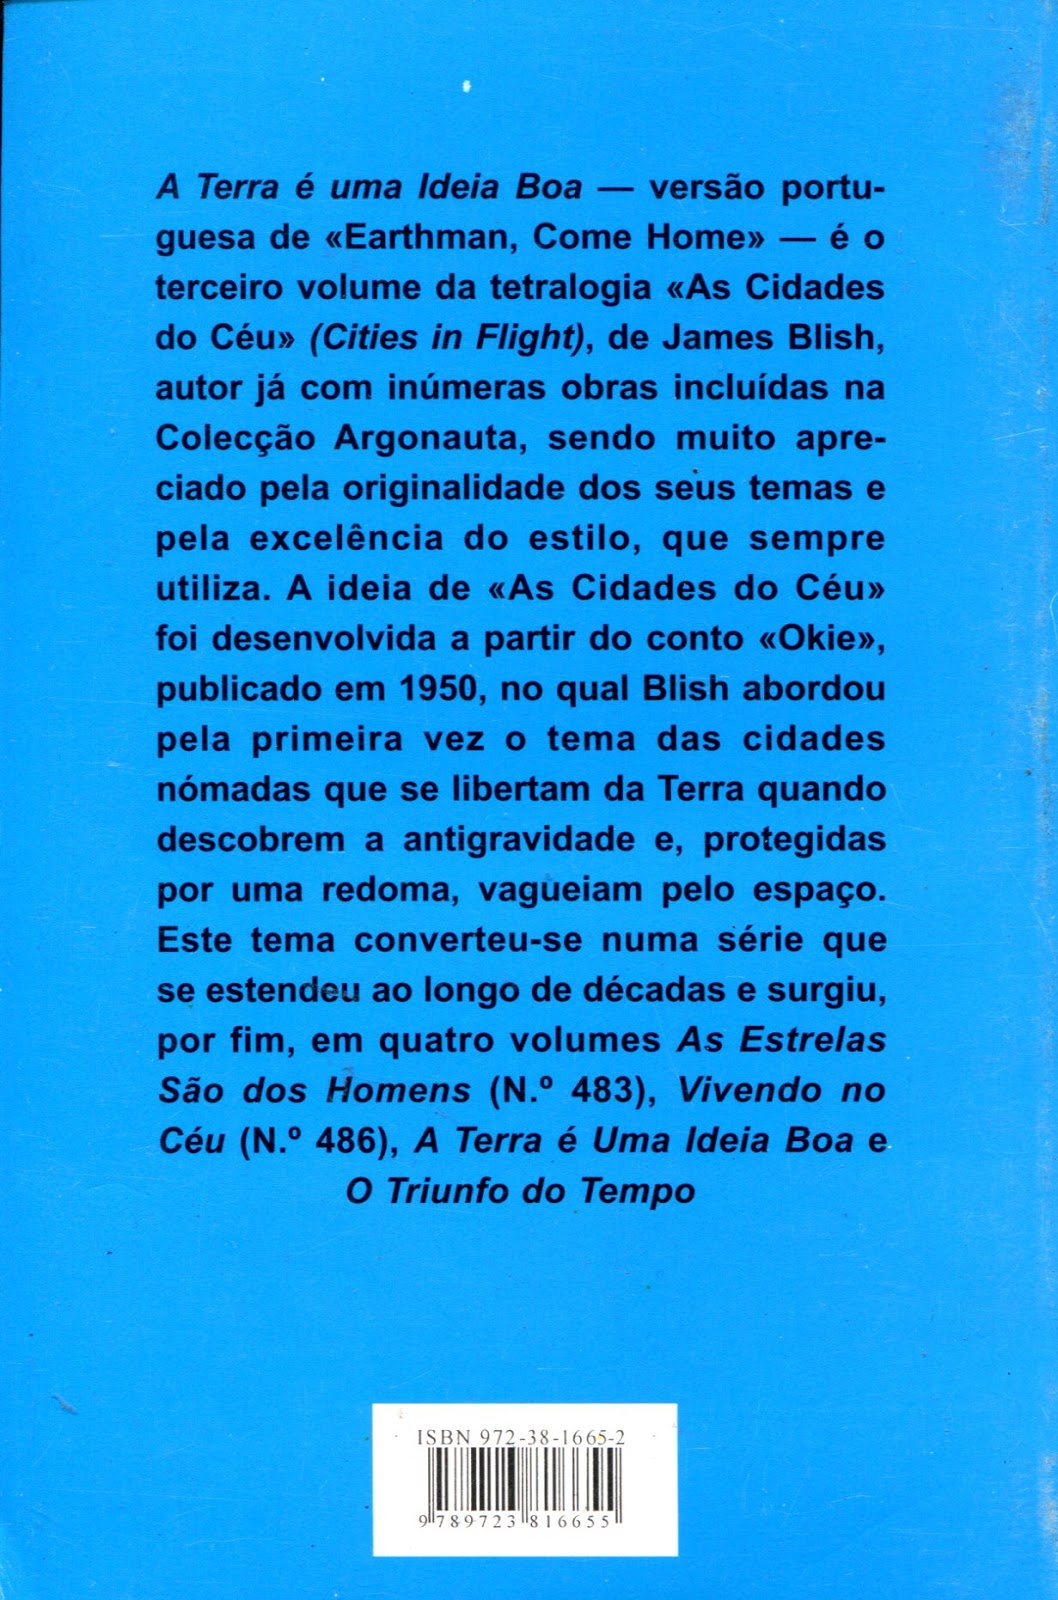 A Terra é uma Ideia Boa — versão portu-
guesa de «Earthman, Come Home» — é o
terceiro volume da tetralogia «As Cidades
do Céu» (Cities in Flight), de James Blish,
autor já com inúmeras obras incluídas na
Colecção Argonauta, sendo muito apre-
ciado pela originalidade dos seus temas e
pela excelência do estilo, que sempre
utiliza. A ideia de «As Cidades do Céu»
foi desenvolvida a partir do conto «Okie»,
publicado em 1950, no qual Blish abordou
pela primeira vez o tema das cidades
nómadas que se libertam da Terra quando
descobrem a antigravidade e, protegidas
por uma redoma, vagueiam pelo espaço.
Este tema converteu-se numa série que
se estendeu ao longo de décadas e surgiu,
por fim, em quatro volumes As Estrelas
São dos Homens (N.º 483), Vivendo no
Céu (N.º 486), A Terra é Uma Ideia Boa e
O Triunfo do Tempo
ISBN 972-38-1665-2
9 789723 816655